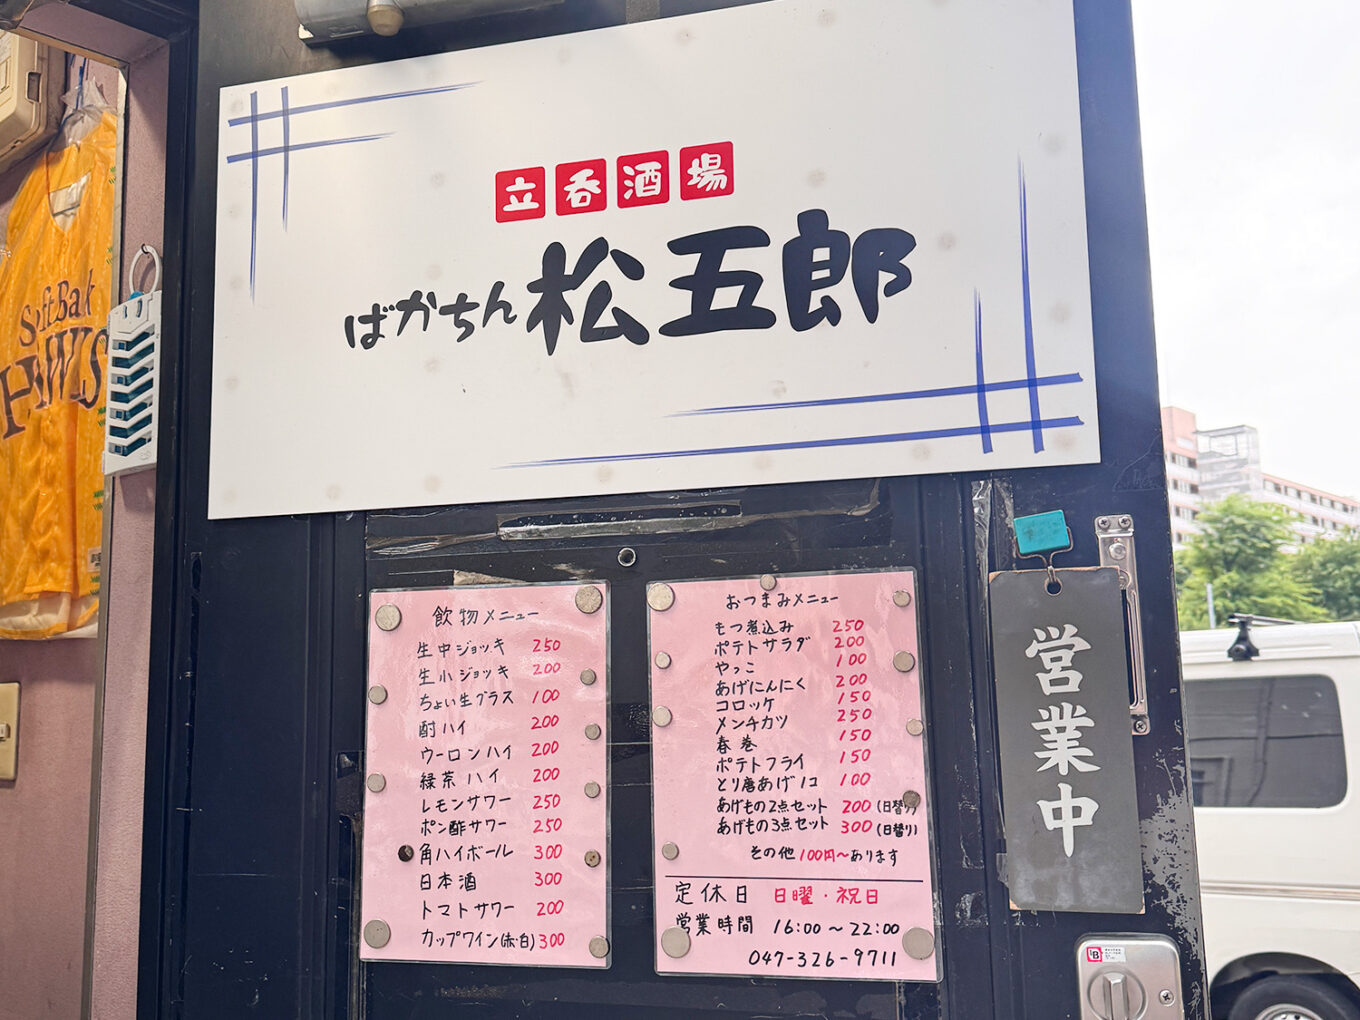 立呑酒場
ばかちん松五郎
SoftBank
HAWKS
飲物メニュー
生中ジョッキ 250
生小ジョッキ 200
ちょい生グラス 100
酎ハイ 200
ウーロンハイ 200
緑茶ハイ 200
レモンサワー 250
ポン酢サワー 250
角ハイボール 300
日本酒 300
トマトサワー 200
カップワイン(赤・白) 300
おつまみメニュー
もつ煮込み 250
ポテトサラダ 200
やっこ 100
あげにんにく 200
コロッケ 150
メンチカツ 250
春巻 150
ポテトフライ 150
とり唐あげ1コ 100
あげもの2点セット 200(日替り)
あげもの3点セット 300(日替り)
その他100円〜あります
定休日 日曜・祝日
営業時間 16:00〜22:00
047-326-9711
営業中